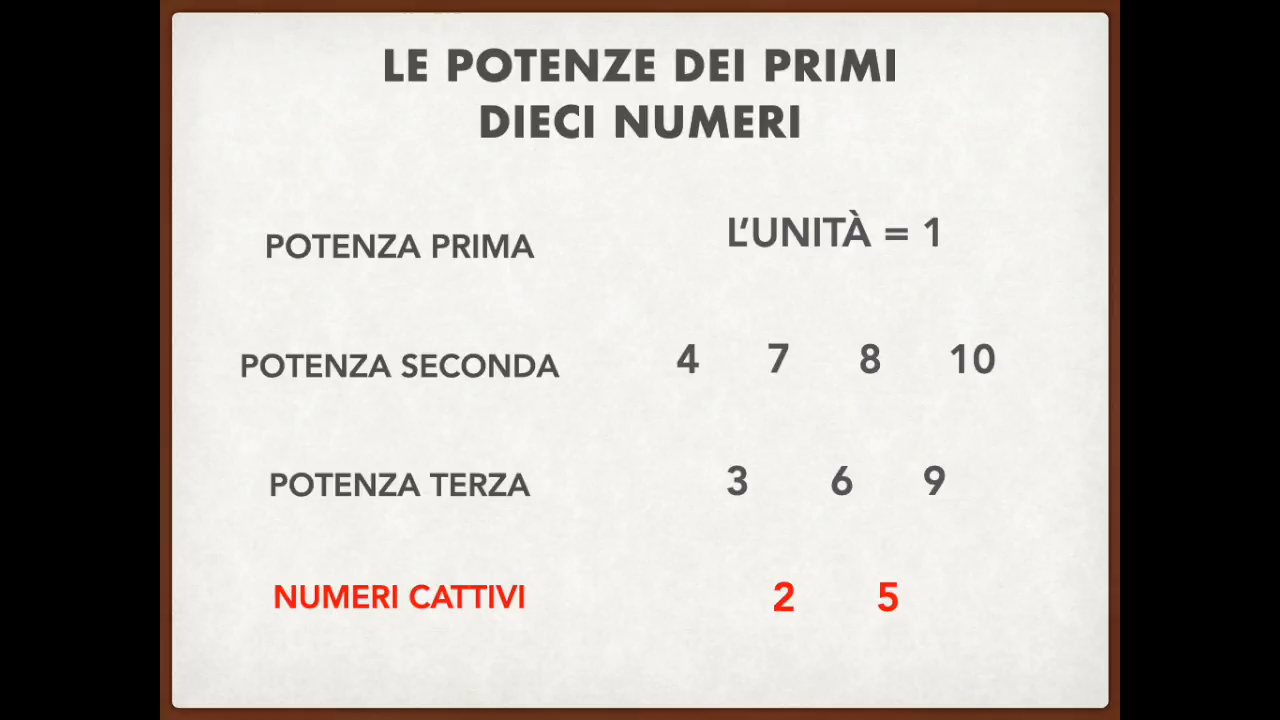 LE POTENZE DEI PRIMI
DIECI NUMERI
POTENZA PRIMA
L’UNITÀ = 1
POTENZA SECONDA
4 7 8 10
POTENZA TERZA
3 6 9
NUMERI CATTIVI
2 5